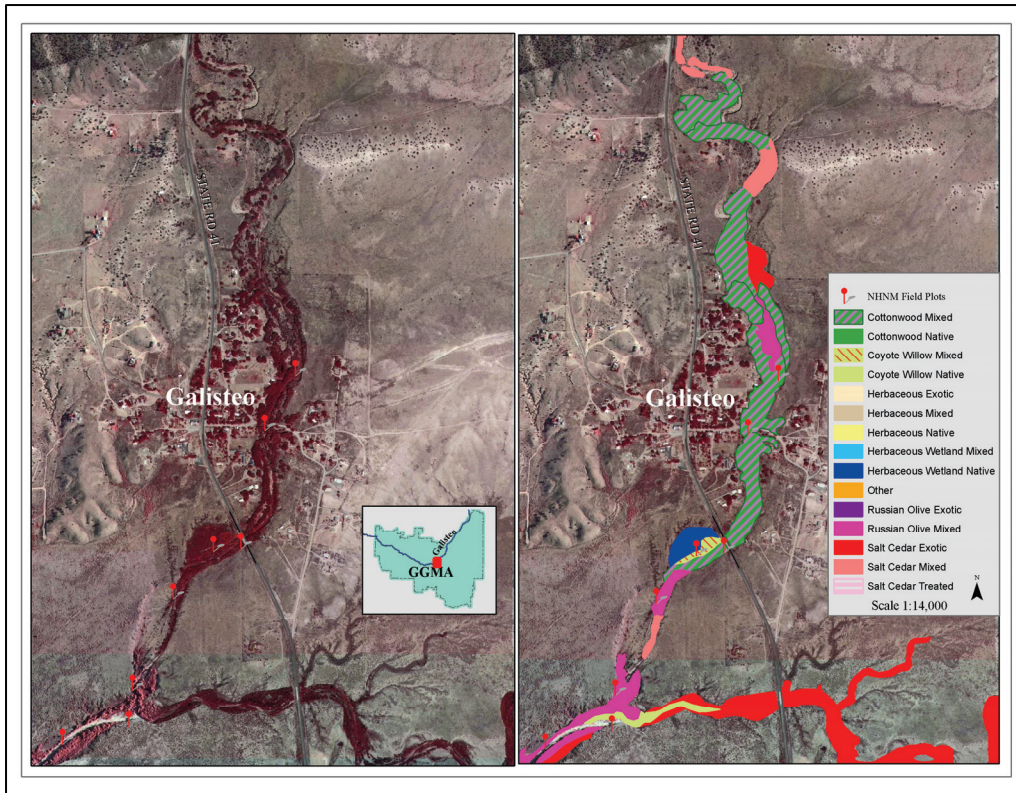 STATE RD 41
Galisteo
Galisteo
GGMA
STATE RD 41
Galisteo
NHNM Field Plots
Cottonwood Mixed
Cottonwood Native
Coyote Willow Mixed
Coyote Willow Native
Herbaceous Exotic
Herbaceous Mixed
Herbaceous Native
Herbaceous Wetland Mixed
Herbaceous Wetland Native
Other
Russian Olive Exotic
Russian Olive Mixed
Salt Cedar Exotic
Salt Cedar Mixed
Salt Cedar Treated
N
Scale 1:14,000